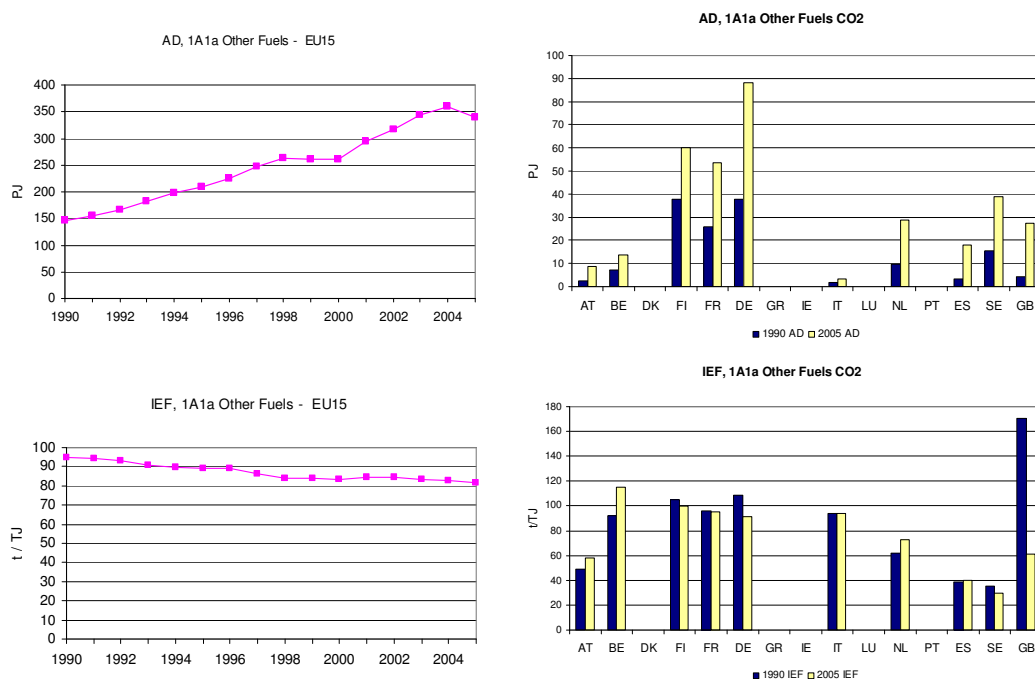 AD, 1A1a Other Fuels - EU15
400
350
300
250
200
150
100
50
0
PJ
1990 1992 1994 1996 1998 2000 2002 2004
AD, 1A1a Other Fuels CO2
100
90
80
70
60
50
40
30
20
10
0
PJ
AT BE DK FI FR DE GR IE IT LU NL PT ES SE GB
1990 AD 2005 AD
IEF, 1A1a Other Fuels - EU15
100
90
80
70
60
50
40
30
20
10
0
t / TJ
1990 1992 1994 1996 1998 2000 2002 2004
IEF, 1A1a Other Fuels CO2
180
160
140
120
100
80
60
40
20
0
t/TJ
AT BE DK FI FR DE GR IE IT LU NL PT ES SE GB
1990 IEF 2005 IEF